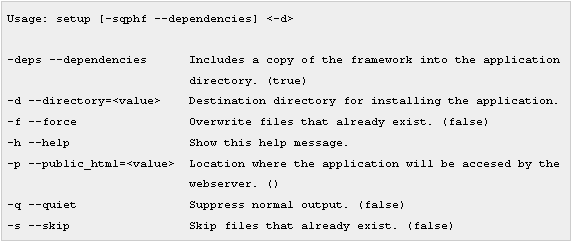 Usage: setup [-sqphf --dependencies] <-d>
-deps --dependencies Includes a copy of the framework into the application
directory. (true)
-d --directory=<value> Destination directory for installing the application.
-f --force Overwrite files that already exist. (false)
-h --help Show this help message.
-p --public_html=<value> Location where the application will be accesed by the
webserver. ()
-q --quiet Suppress normal output. (false)
-s --skip Skip files that already exist. (false)